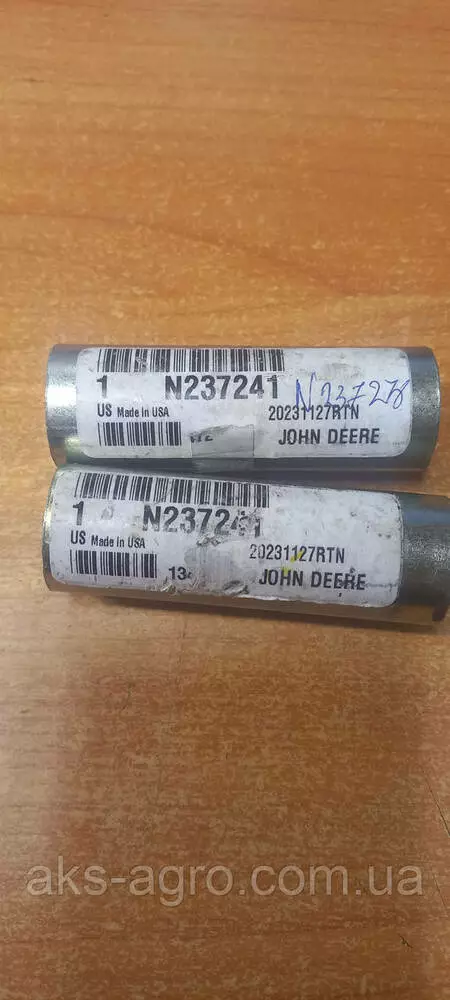 1 N237241 N237278
US Made In USA 20231127RTN
JOHN DEERE
1 N237241
US Made In USA 20231127RTN
JOHN DEERE
aks-agro.com.ua